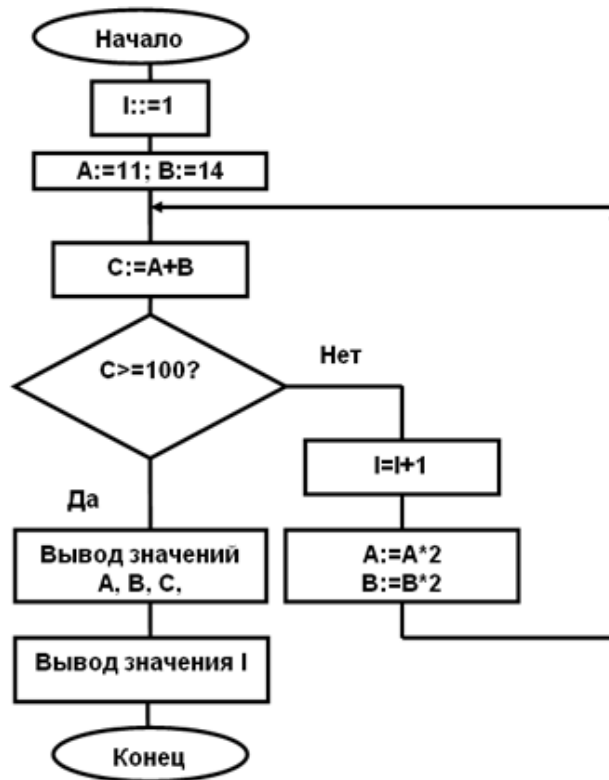 Начало
I::=1
A:=11; B:=14
C:=A+B
C>=100?
Нет
I=I+1
Да
A:=A*2
B:=B*2
Вывод значений
A, B, C,
Вывод значения I
Конец